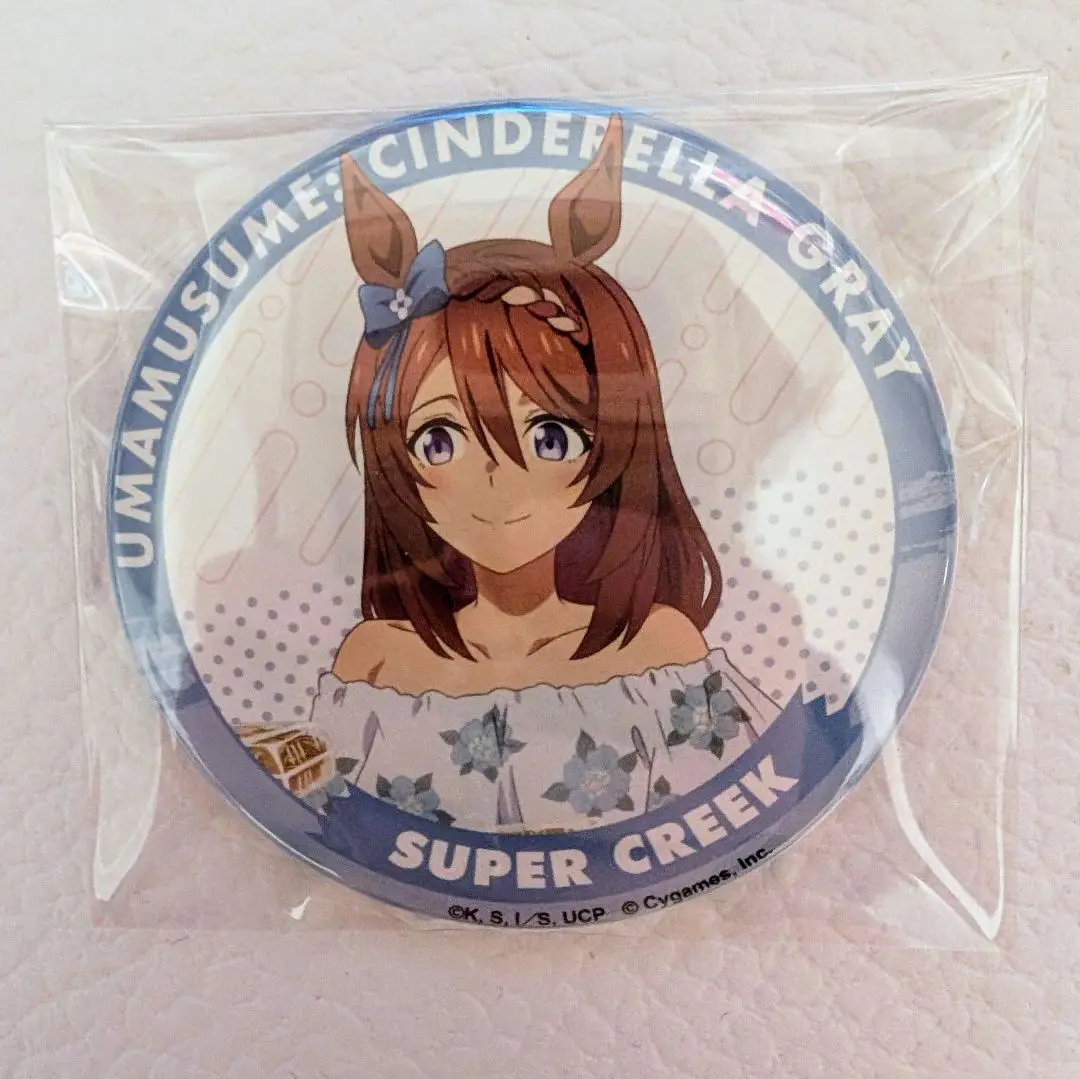 UMAMUSUME: CINDERELLA GRAY
SUPER CREEK
©K, S, I/S, UCP © Cygames, Inc.